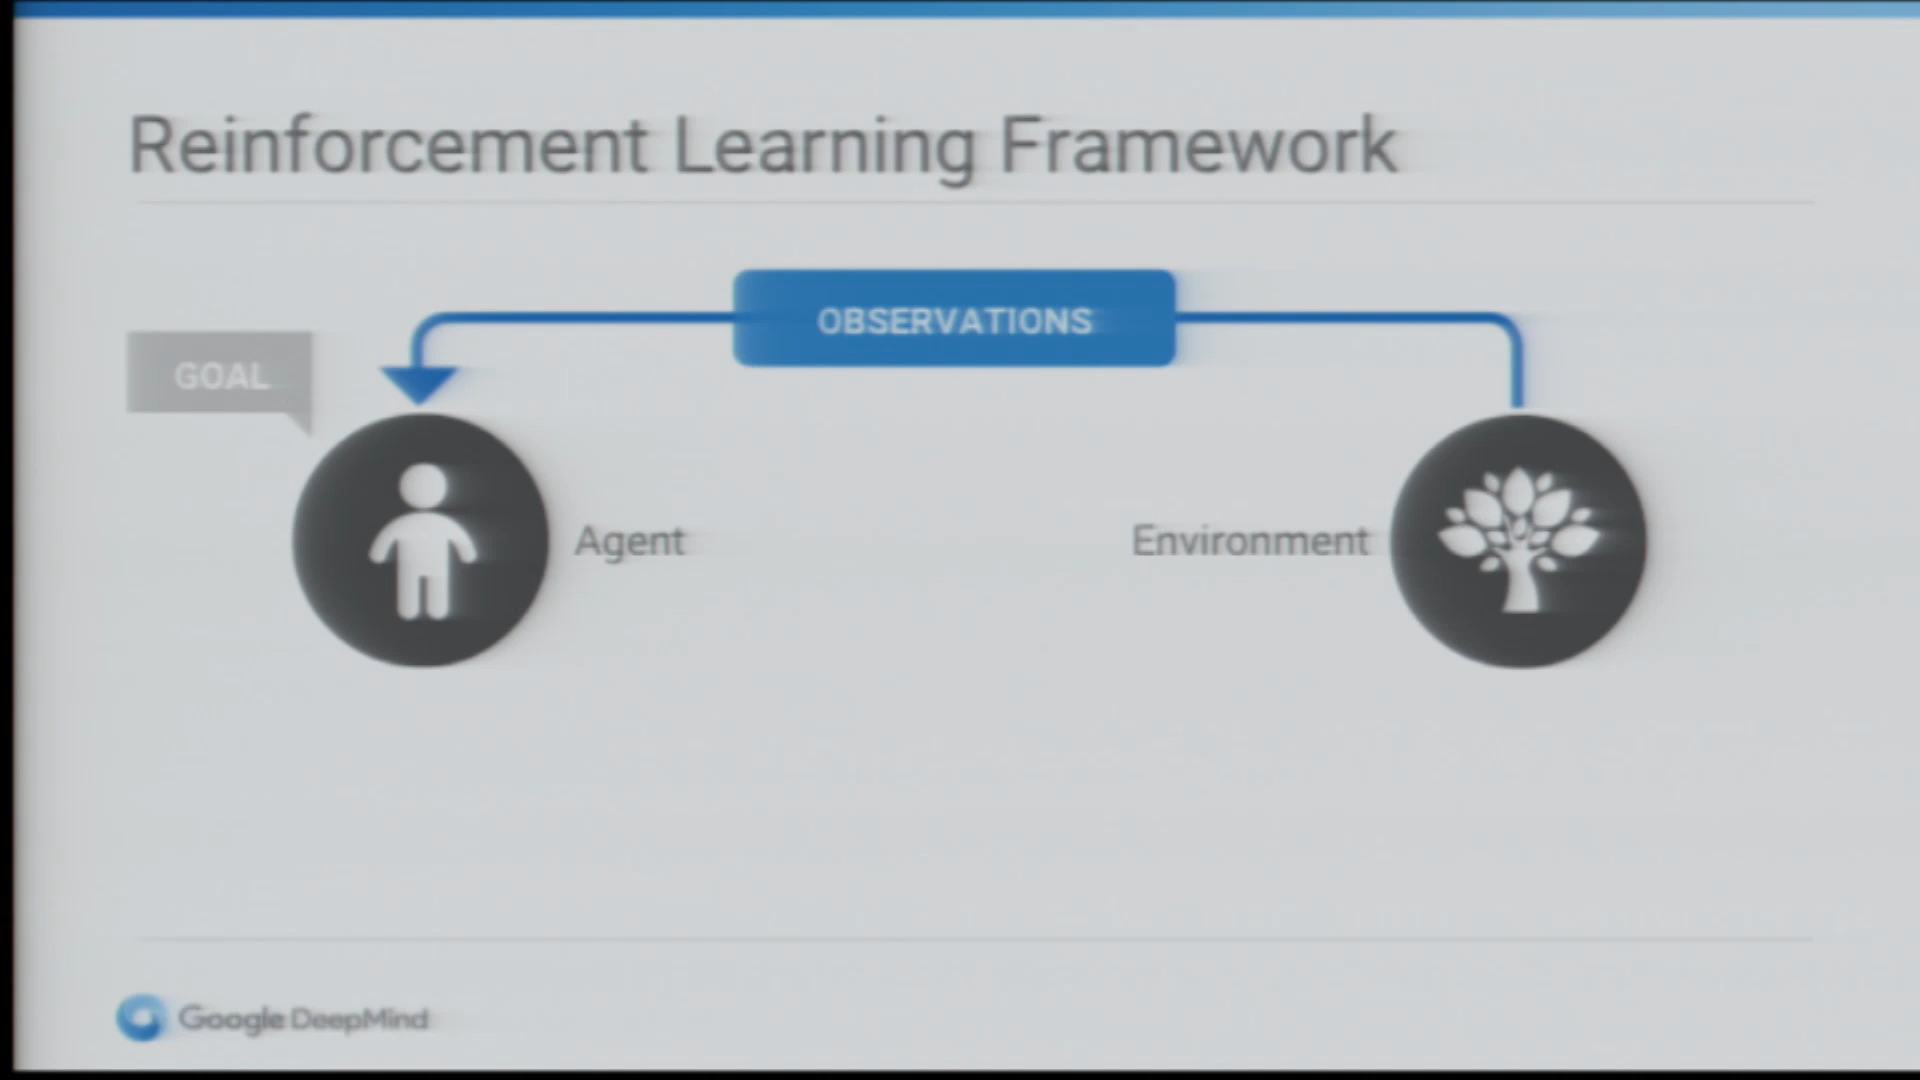 Reinforcement Learning Framework
OBSERVATIONS
GOAL
Agent
Environment
Google DeepMind